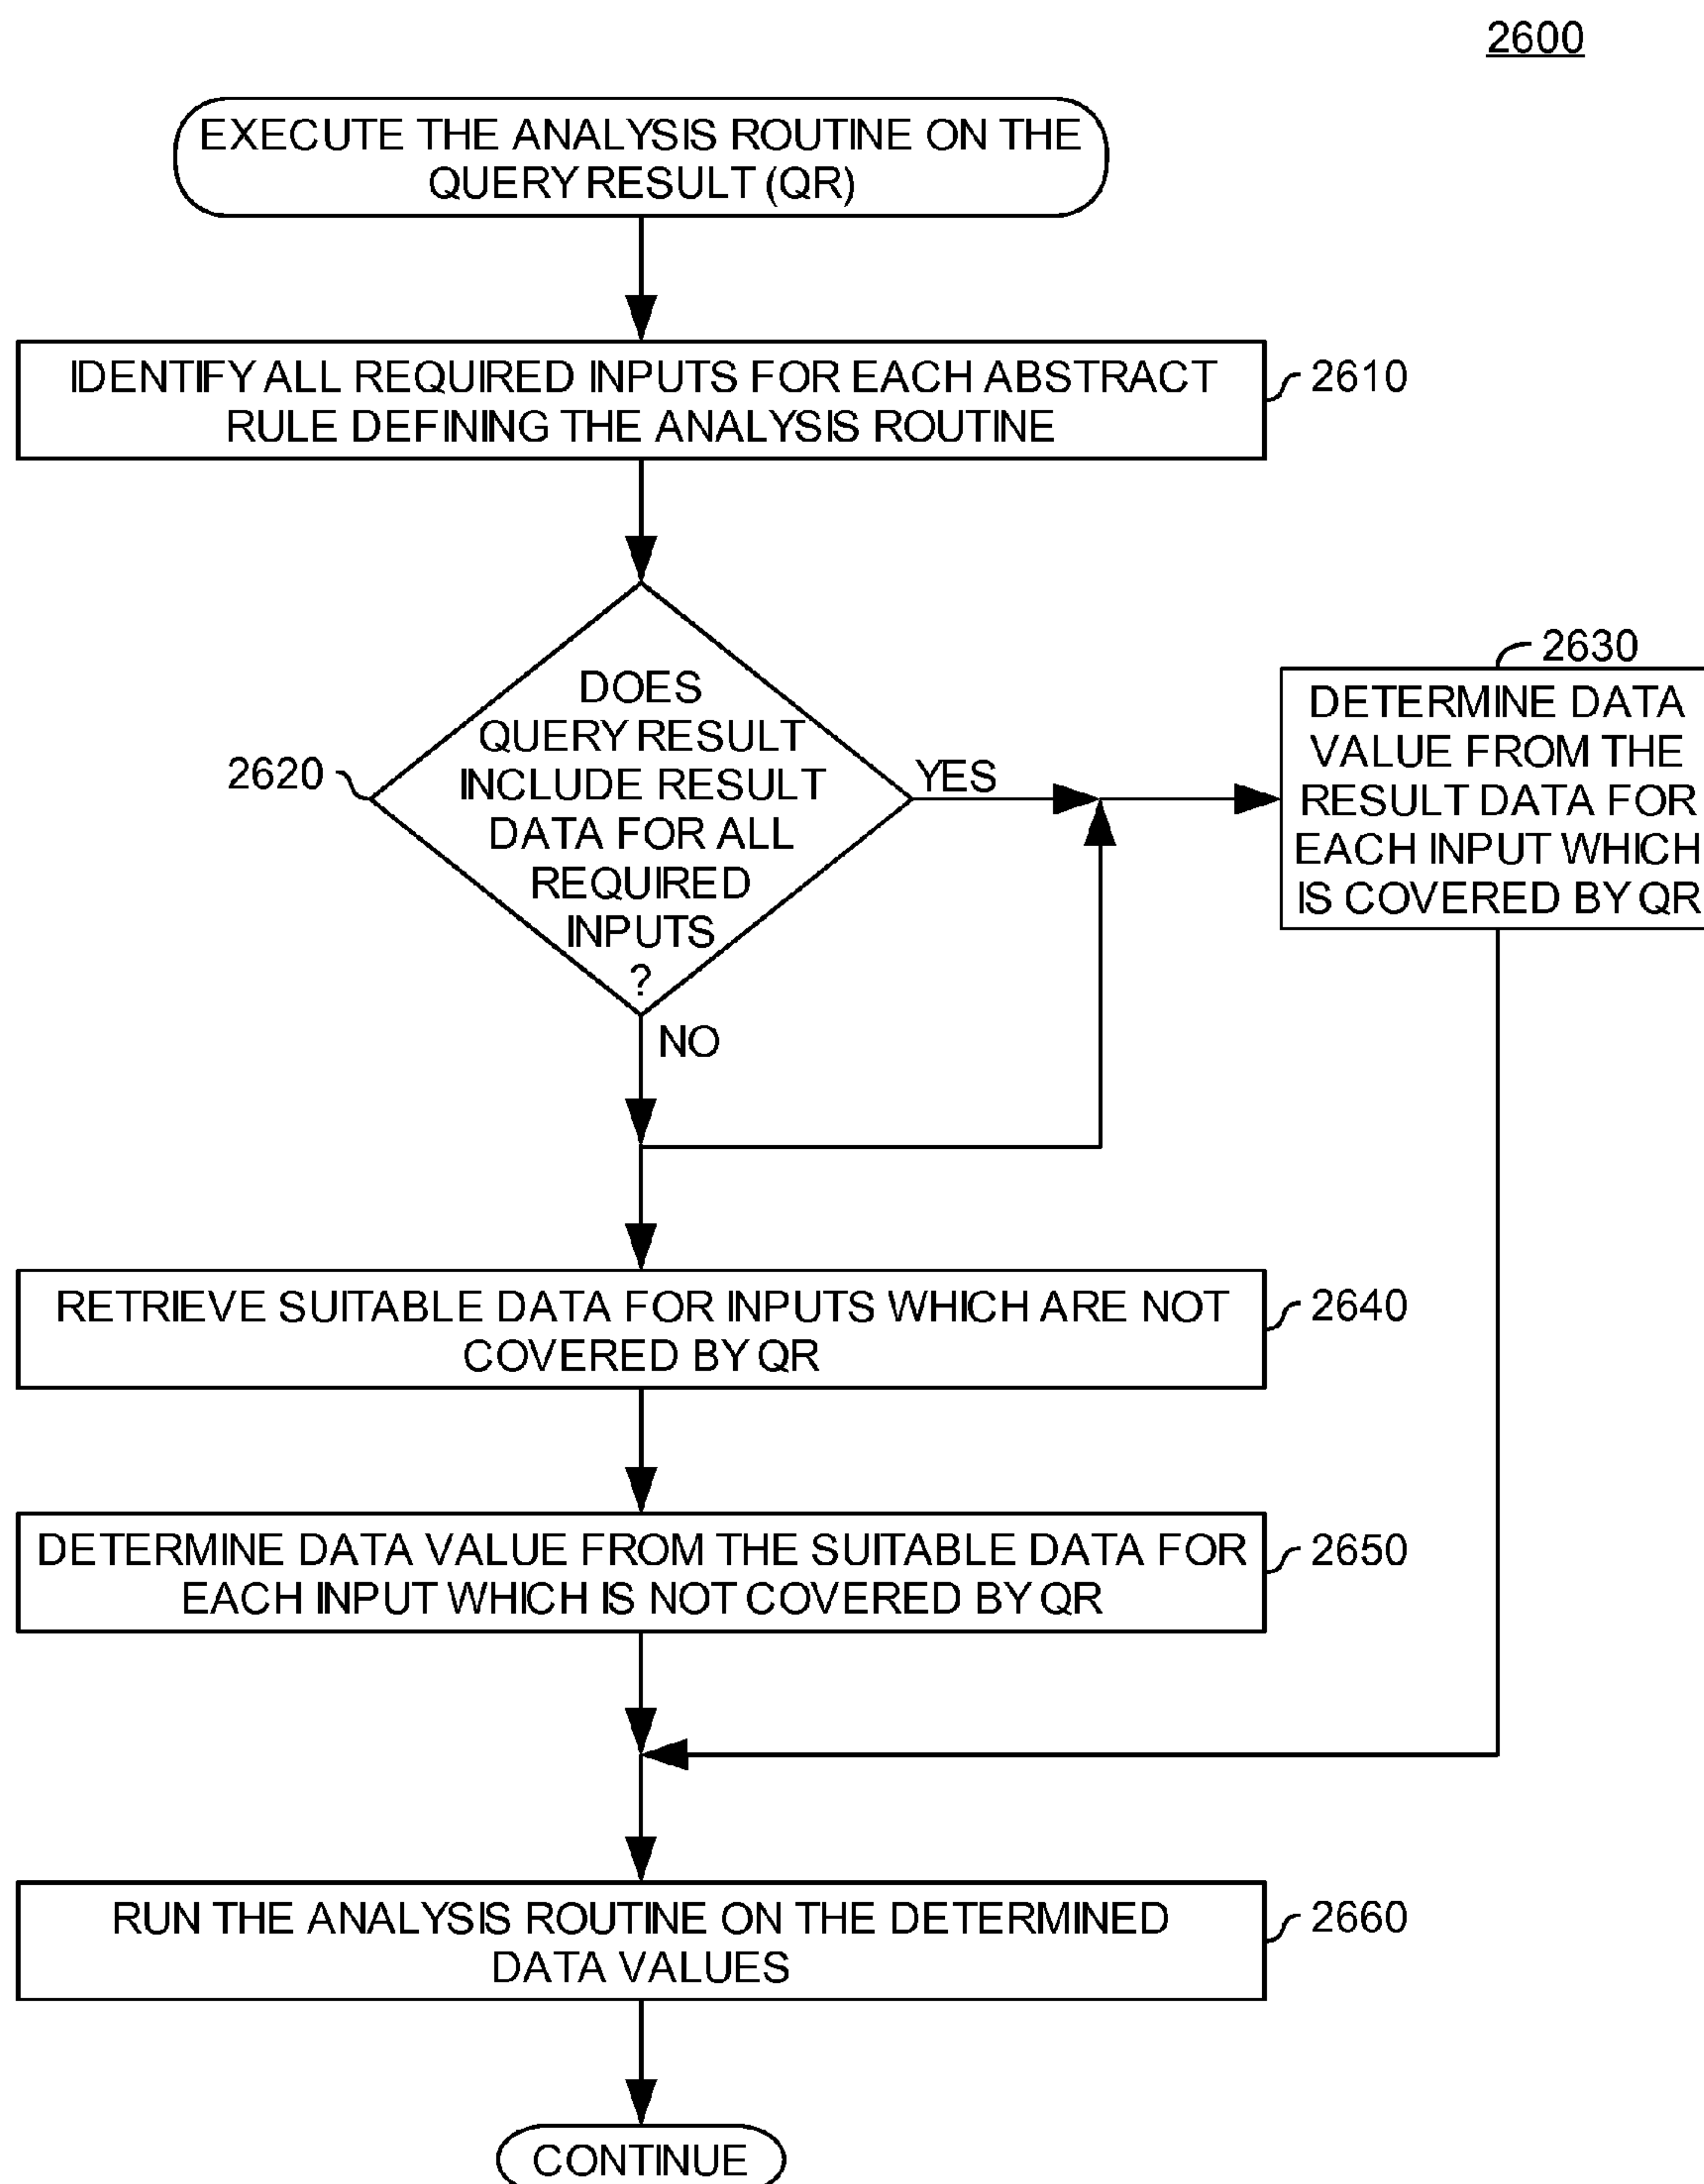 2600
EXECUTE THE ANALYSIS ROUTINE ON THE
QUERY RESULT (QR)
IDENTIFY ALL REQUIRED INPUTS FOR EACH ABSTRACT
RULE DEFINING THE ANALYSIS ROUTINE
2610
DOES
QUERY RESULT
INCLUDE RESULT
DATA FOR ALL
REQUIRED
INPUTS
?
2620
YES
NO
2630
DETERMINE DATA
VALUE FROM THE
RESULT DATA FOR
EACH INPUT WHICH
IS COVERED BY QR
RETRIEVE SUITABLE DATA FOR INPUTS WHICH ARE NOT
COVERED BY QR
2640
DETERMINE DATA VALUE FROM THE SUITABLE DATA FOR
EACH INPUT WHICH IS NOT COVERED BY QR
2650
RUN THE ANALYSIS ROUTINE ON THE DETERMINED
DATA VALUES
2660
CONTINUE